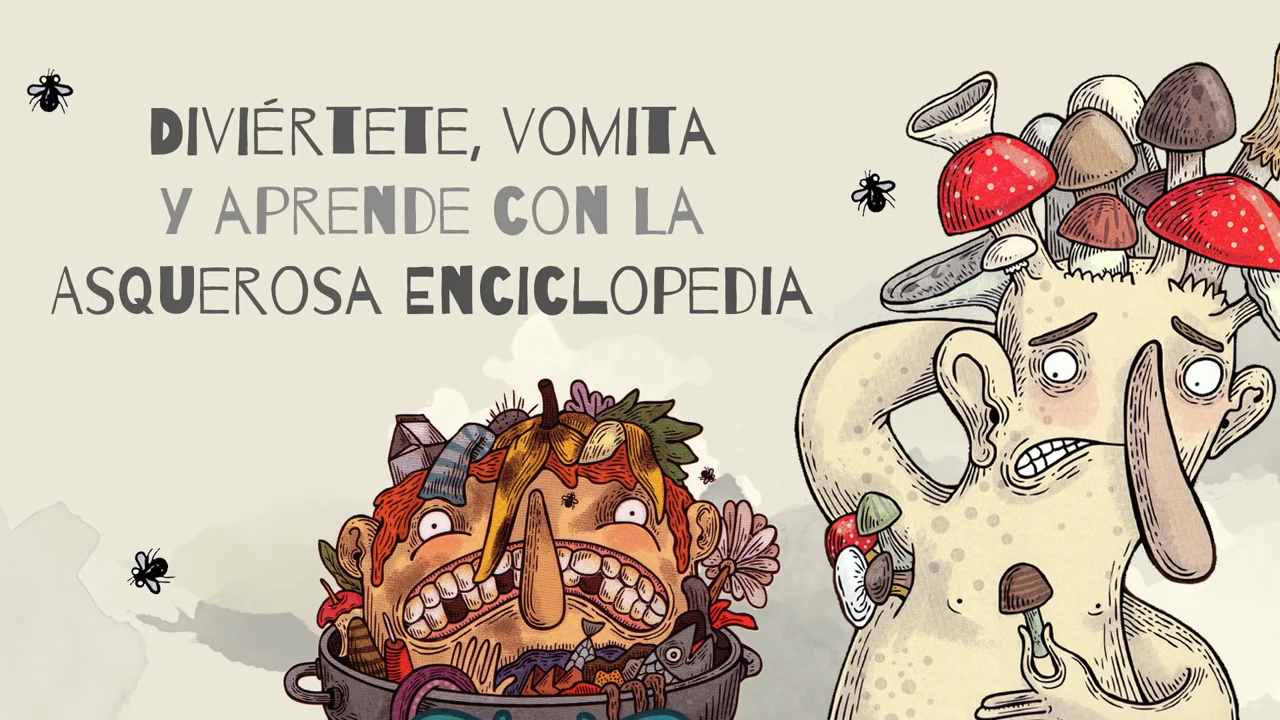 DIVIÉRTETE, VOMITA
Y APRENDE CON LA
ASQUEROSA ENCICLOPEDIA